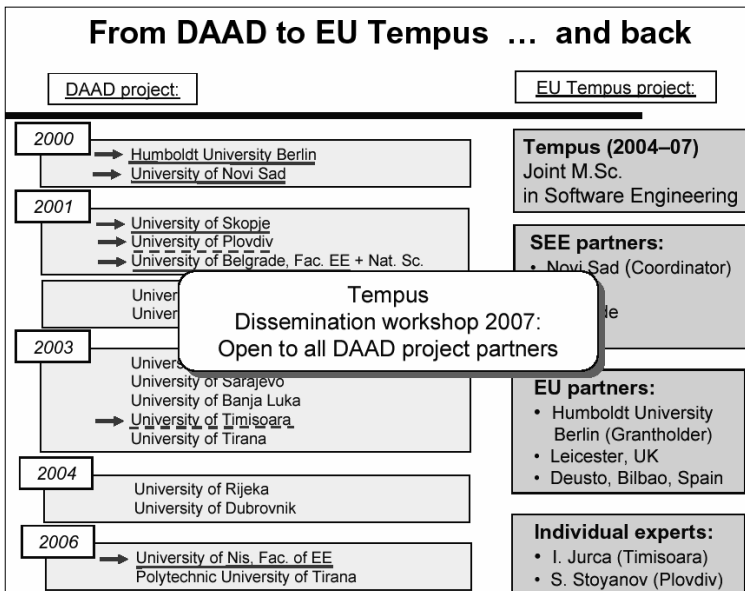 From DAAD to EU Tempus … and back
DAAD project:
EU Tempus project:
2000
Humboldt University Berlin
University of Novi Sad
2001
University of Skopje
University of Plovdiv
University of Belgrade, Fac. EE + Nat. Sc.
Tempus
Dissemination workshop 2007:
Open to all DAAD project partners
2003
University of Sarajevo
University of Banja Luka
University of Timisoara
University of Tirana
2004
University of Rijeka
University of Dubrovnik
2006
University of Nis, Fac. of EE
Polytechnic University of Tirana
Tempus (2004–07)
Joint M.Sc.
in Software Engineering
SEE partners:
• Novi Sad (Coordinator)
EU partners:
• Humboldt University
Berlin (Grantholder)
• Leicester, UK
• Deusto, Bilbao, Spain
Individual experts:
• I. Jurca (Timisoara)
• S. Stoyanov (Plovdiv)